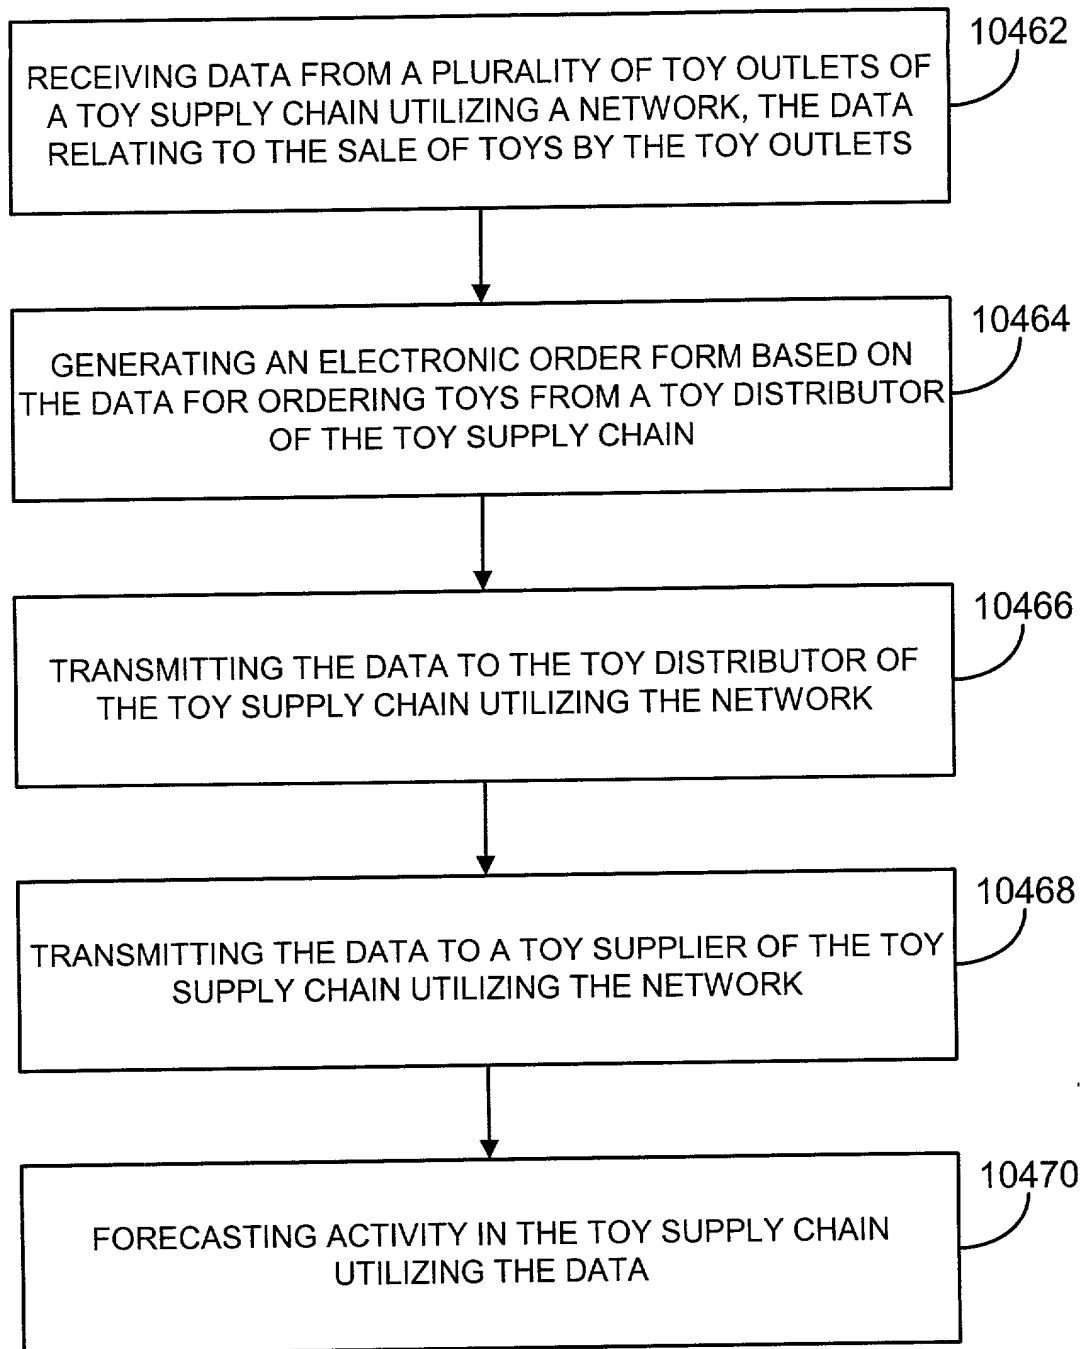 10462
RECEIVING DATA FROM A PLURALITY OF TOY OUTLETS OF
A TOY SUPPLY CHAIN UTILIZING A NETWORK, THE DATA
RELATING TO THE SALE OF TOYS BY THE TOY OUTLETS
10464
GENERATING AN ELECTRONIC ORDER FORM BASED ON
THE DATA FOR ORDERING TOYS FROM A TOY DISTRIBUTOR
OF THE TOY SUPPLY CHAIN
10466
TRANSMITTING THE DATA TO THE TOY DISTRIBUTOR OF
THE TOY SUPPLY CHAIN UTILIZING THE NETWORK
10468
TRANSMITTING THE DATA TO A TOY SUPPLIER OF THE TOY
SUPPLY CHAIN UTILIZING THE NETWORK
10470
FORECASTING ACTIVITY IN THE TOY SUPPLY CHAIN
UTILIZING THE DATA